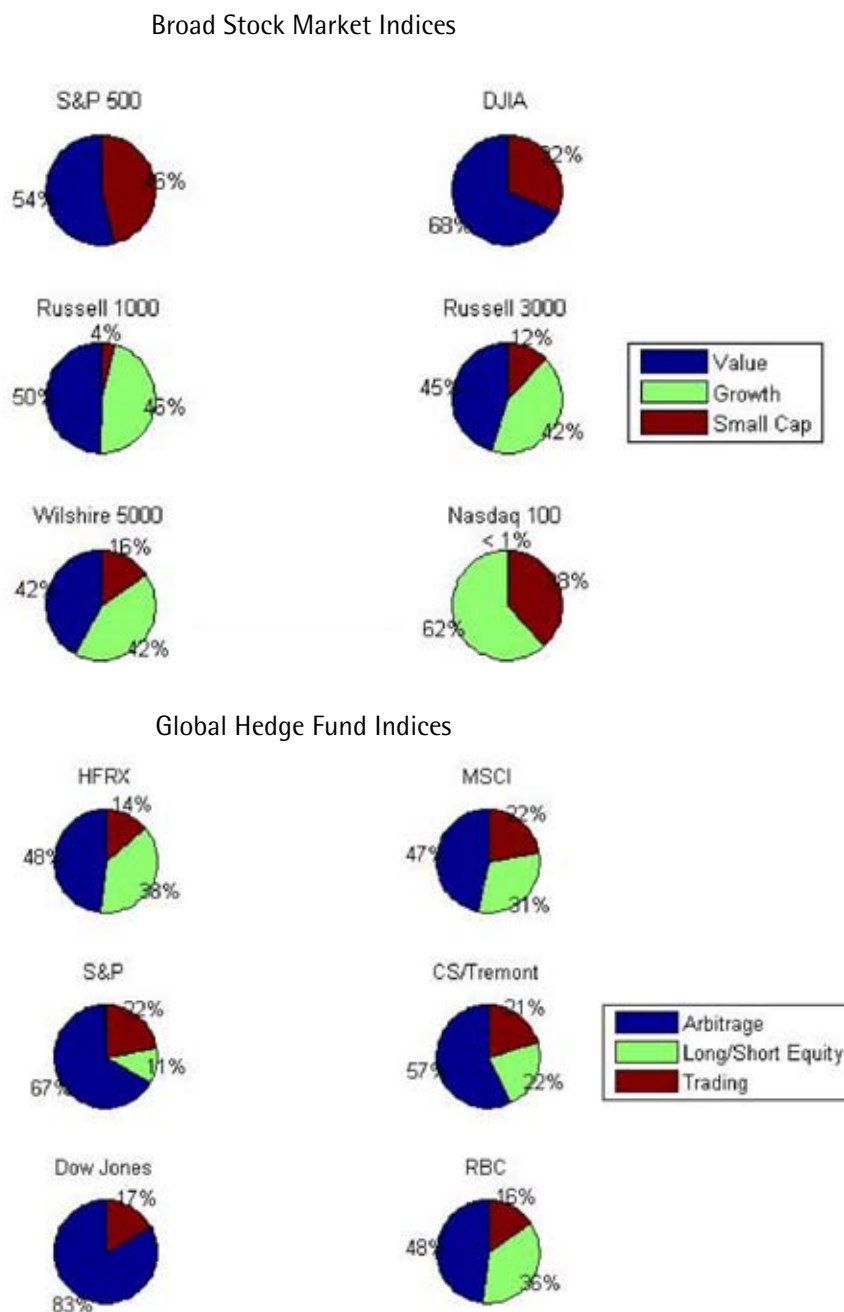 Broad Stock Market Indices
S&P 500
DJIA
46%
54%
32%
68%
Russell 1000
Russell 3000
4%
12%
50%
46%
45%
42%
Value
Growth
Small Cap
Wilshire 5000
Nasdaq 100
16%
< 1%
42%
42%
38%
62%
Global Hedge Fund Indices
HFRX
MSCI
14%
22%
48%
38%
47%
31%
S&P
CS/Tremont
22%
21%
67%
11%
57%
22%
Arbitrage
Long/Short Equity
Trading
Dow Jones
RBC
17%
16%
83%
48%
36%